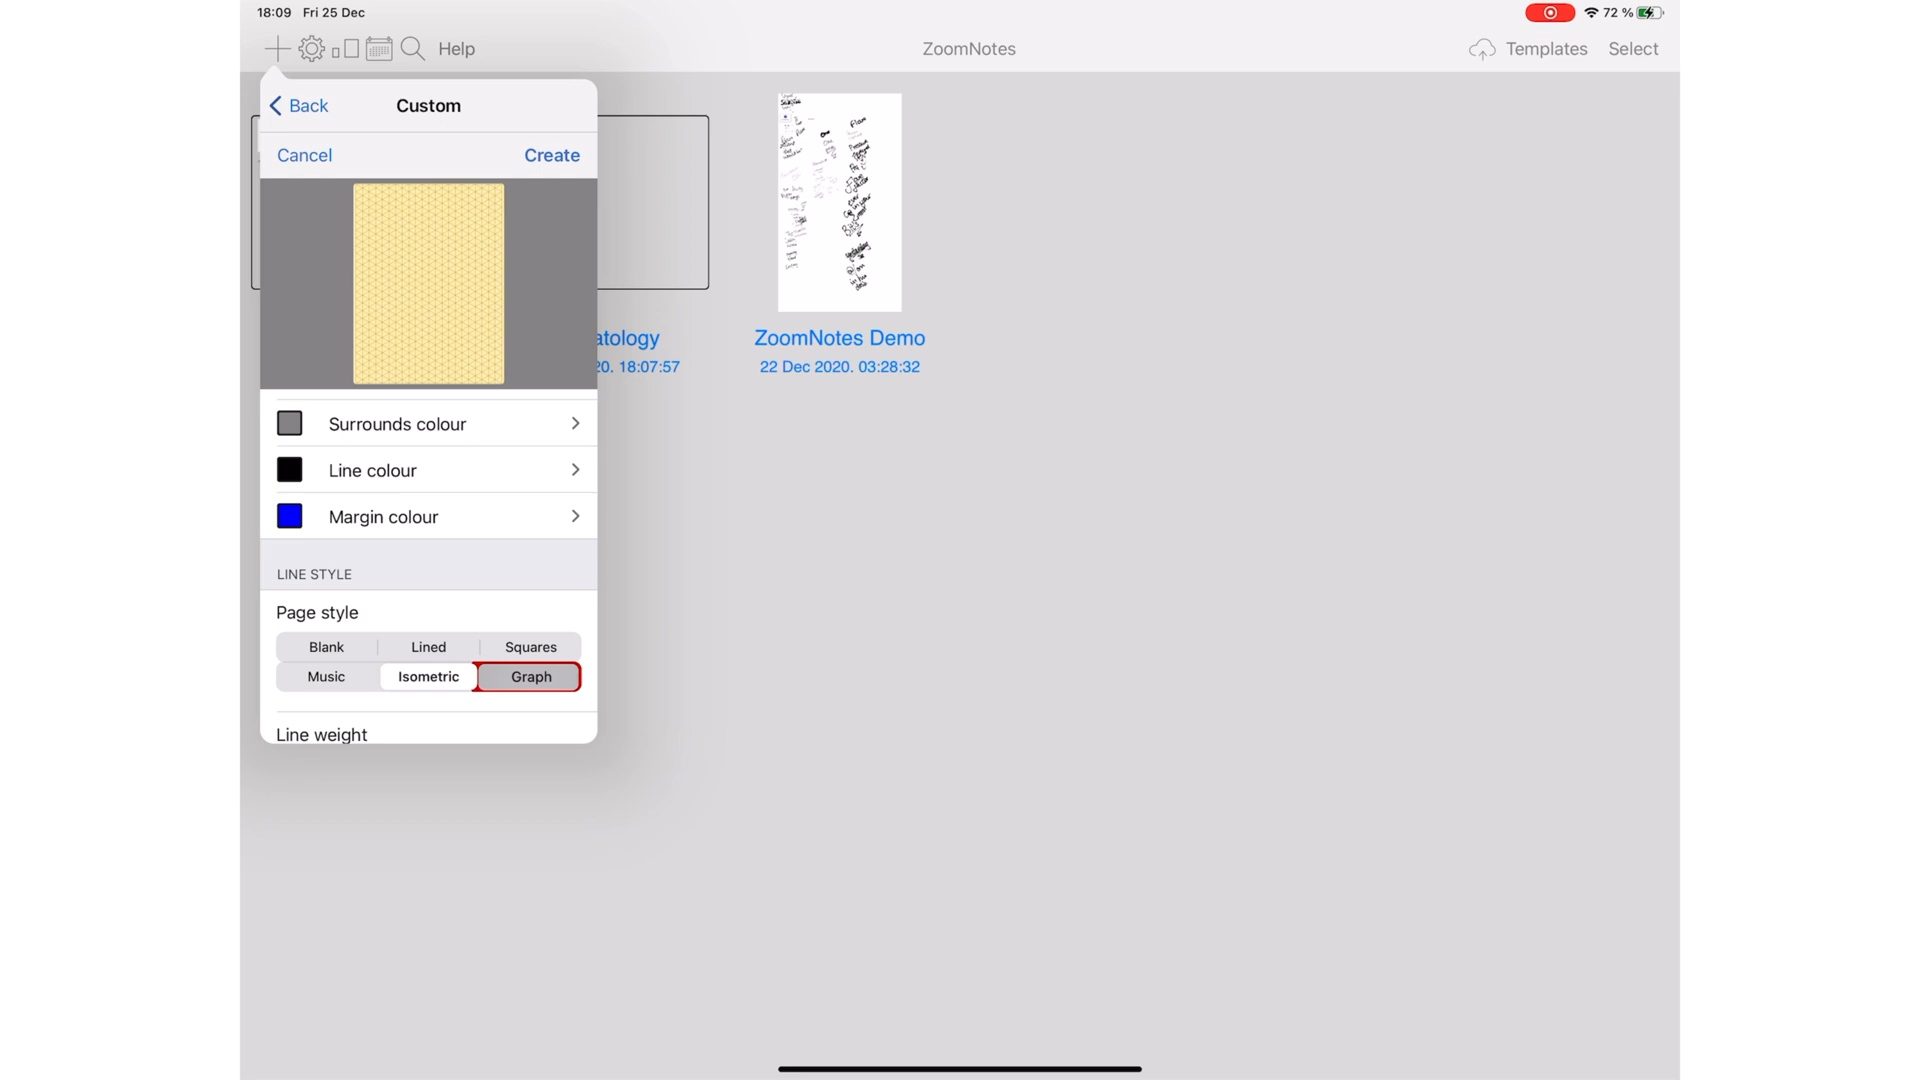 18:09 Fri 25 Dec
72 %
Help
ZoomNotes
Templates
Select
Back
Custom
Cancel
Create
Surrounds colour
Line colour
Margin colour
LINE STYLE
Page style
Blank
Lined
Squares
Music
Isometric
Graph
Line weight
atology
20. 18:07:57
ZoomNotes Demo
22 Dec 2020. 03:28:32